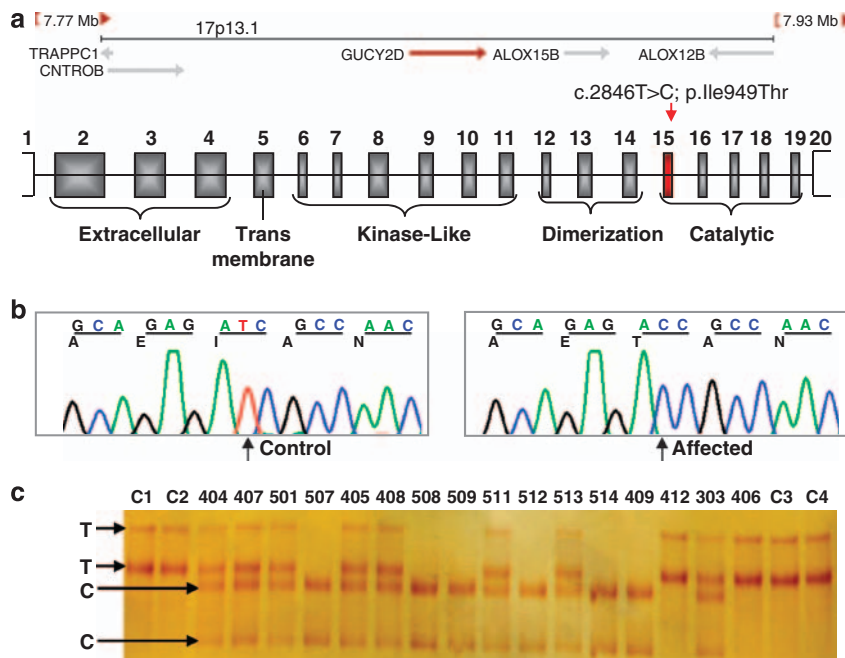 a
7.77 Mb 17p13.1 7.93 Mb
TRAPPC1 GUCY2D ALOX15B ALOX12B
CNTROB
c.2846T>C; p.Ile949Thr
1 2 3 4 5 6 7 8 9 10 11 12 13 14 15 16 17 18 19 20
Extracellular Trans membrane Kinase-Like Dimerization Catalytic
b
G C A G A G A T C G C C A A C
A E I A N
Control
G C A G A G A C C G C C A A C
A E T A N
Affected
c
C1 C2 404 407 501 507 405 408 508 509 511 512 513 514 409 412 303 406 C3 C4
T
T
C
C